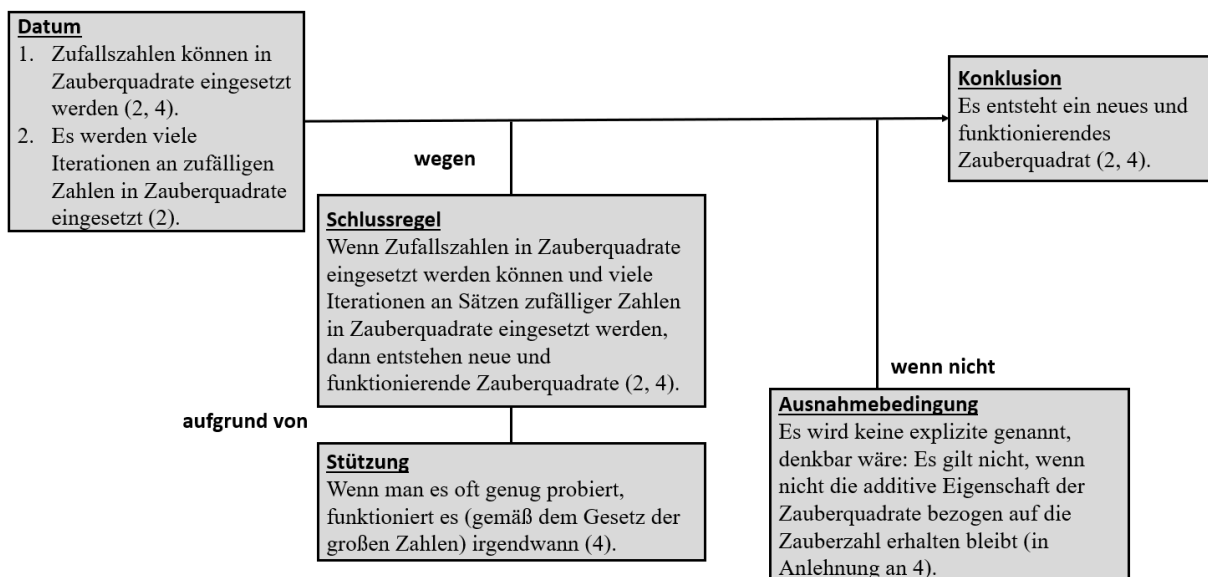 Datum
1. Zufallszahlen können in
Zauberquadrate eingesetzt
werden (2, 4).
2. Es werden viele
Iterationen an zufälligen
Zahlen in Zauberquadrate
eingesetzt (2).
Konklusion
Es entsteht ein neues und
funktionierendes
Zauberquadrat (2, 4).
wegen
Schlussregel
Wenn Zufallszahlen in Zauberquadrate
eingesetzt werden können und viele
Iterationen an Sätzen zufälliger Zahlen
in Zauberquadrate eingesetzt werden,
dann entstehen neue und
funktionierende Zauberquadrate (2, 4).
aufgrund von
Stützung
Wenn man es oft genug probiert,
funktioniert es (gemäß dem Gesetz der
großen Zahlen) irgendwann (4).
wenn nicht
Ausnahmebedingung
Es wird keine explizite genannt,
denkbar wäre: Es gilt nicht, wenn
nicht die additive Eigenschaft der
Zauberquadrate bezogen auf die
Zauberzahl erhalten bleibt (in
Anlehnung an 4).